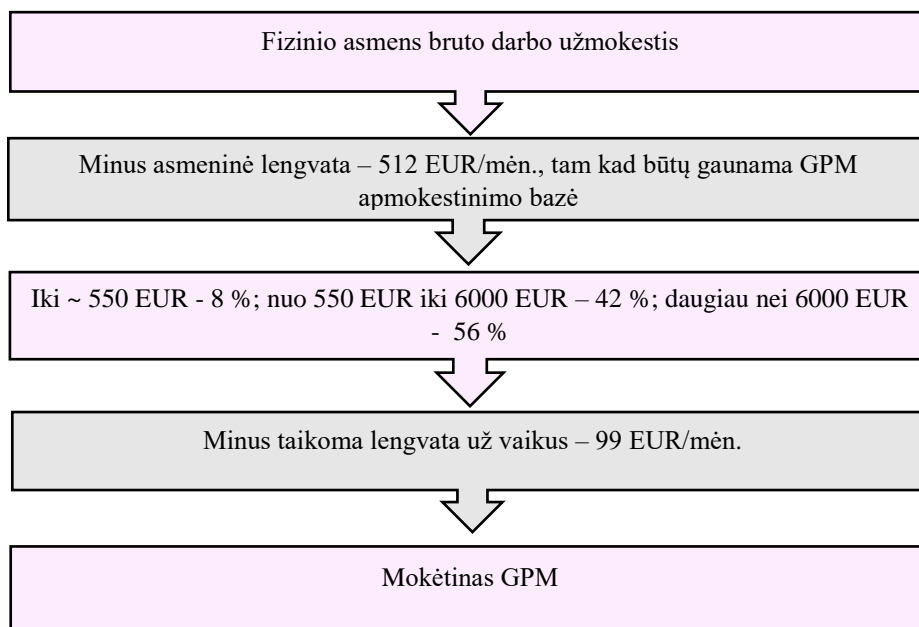 Fizinio asmens bruto darbo užmokestis
Minus asmeninė lengvata – 512 EUR/mėn., tam kad būtų gaunama GPM
apmokestinimo bazė
Iki ~ 550 EUR - 8 %; nuo 550 EUR iki 6000 EUR – 42 %; daugiau nei 6000 EUR
- 56 %
Minus taikoma lengvata už vaikus – 99 EUR/mėn.
Mokėtinas GPM